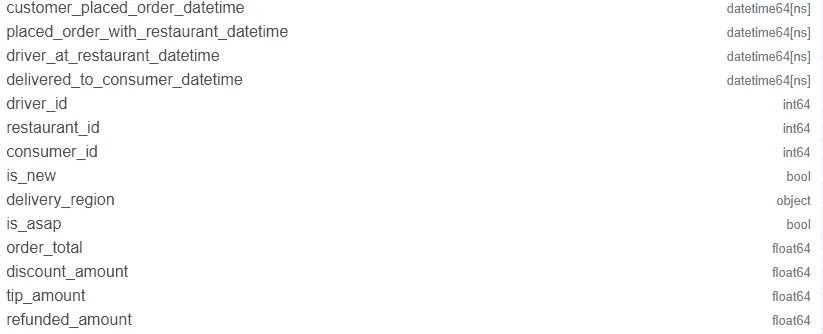 customer_placed_order_datetime datetime64[ns]
placed_order_with_restaurant_datetime datetime64[ns]
driver_at_restaurant_datetime datetime64[ns]
delivered_to_consumer_datetime datetime64[ns]
driver_id int64
restaurant_id int64
consumer_id int64
is_new bool
delivery_region object
is_asap bool
order_total float64
discount_amount float64
tip_amount float64
refunded_amount float64